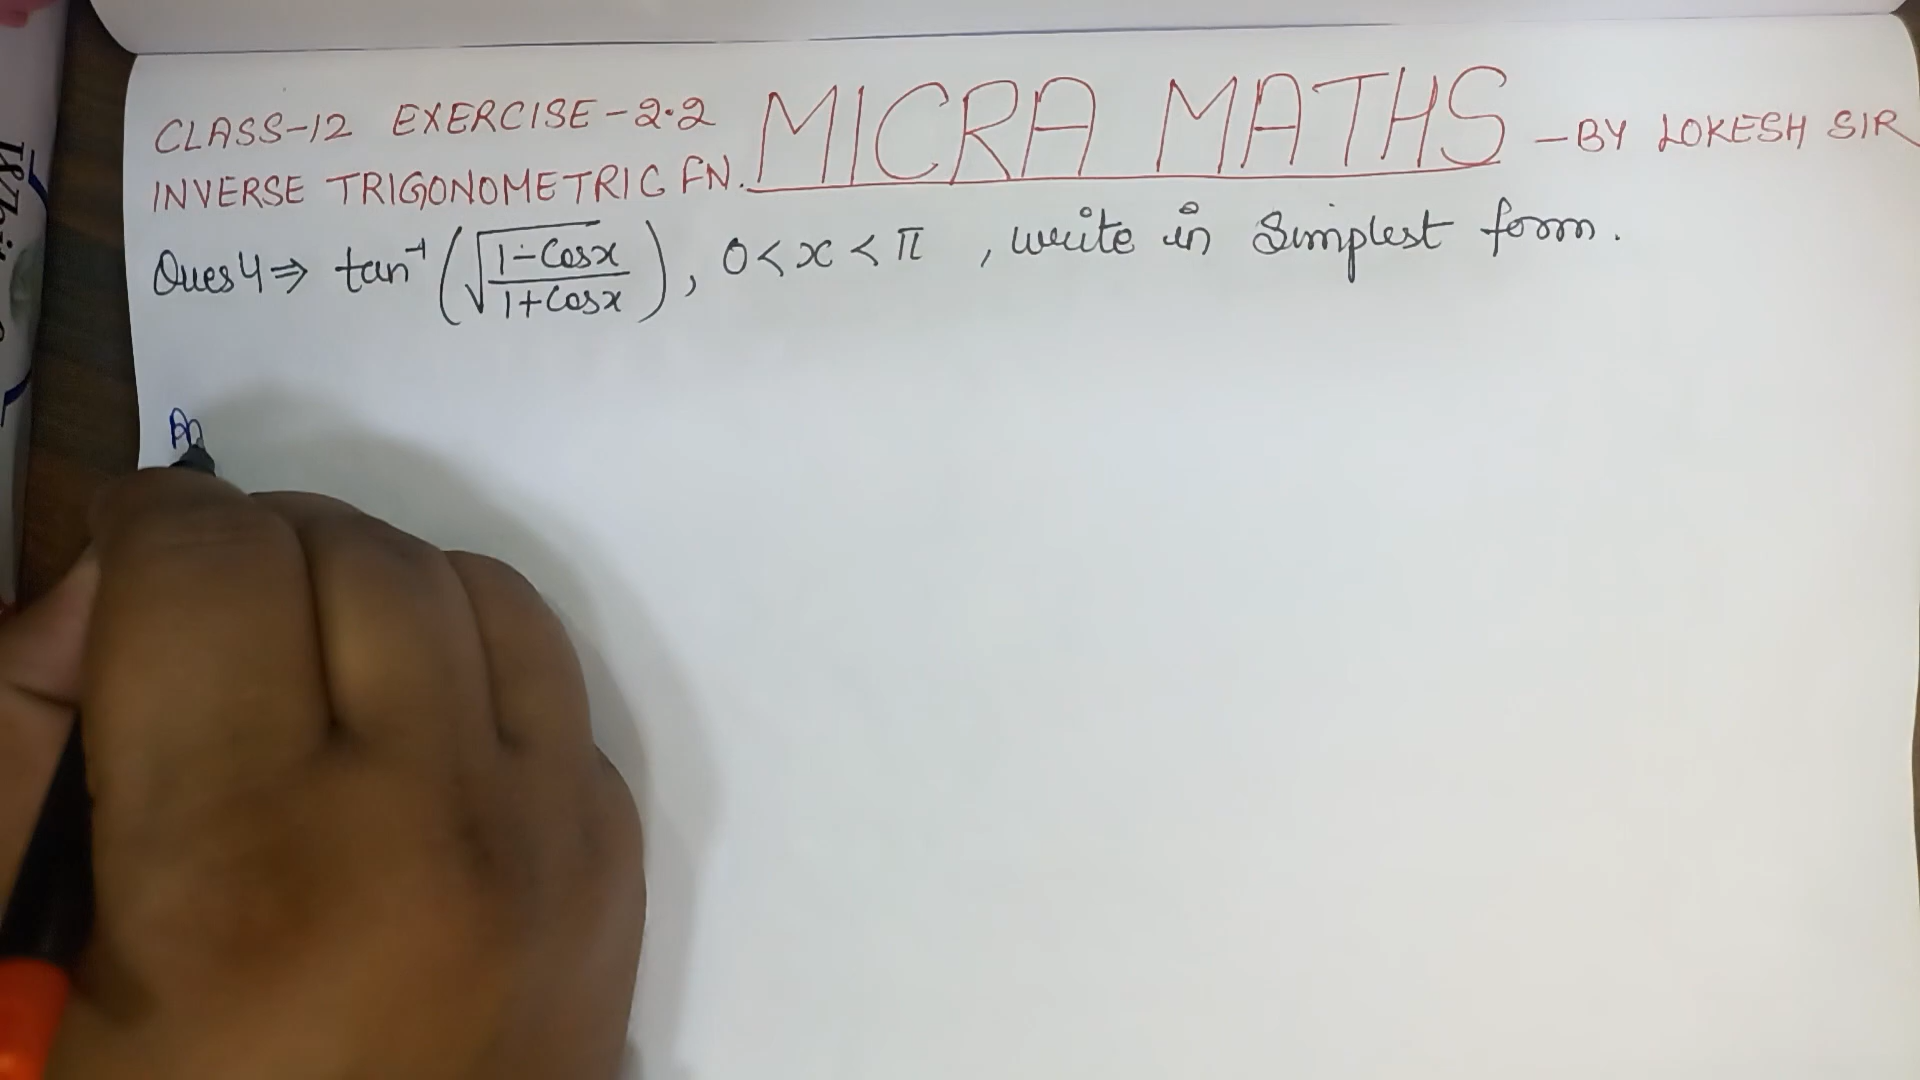 CLASS-12 EXERCISE-2.2 MICRA MATHS - BY LOKESH SIR
INVERSE TRIGONOMETRIC FN.
Ques 4 ⇒ tan⁻¹(√((1-Cosx)/(1+Cosx))), 0<x<π , write in Simplest form.